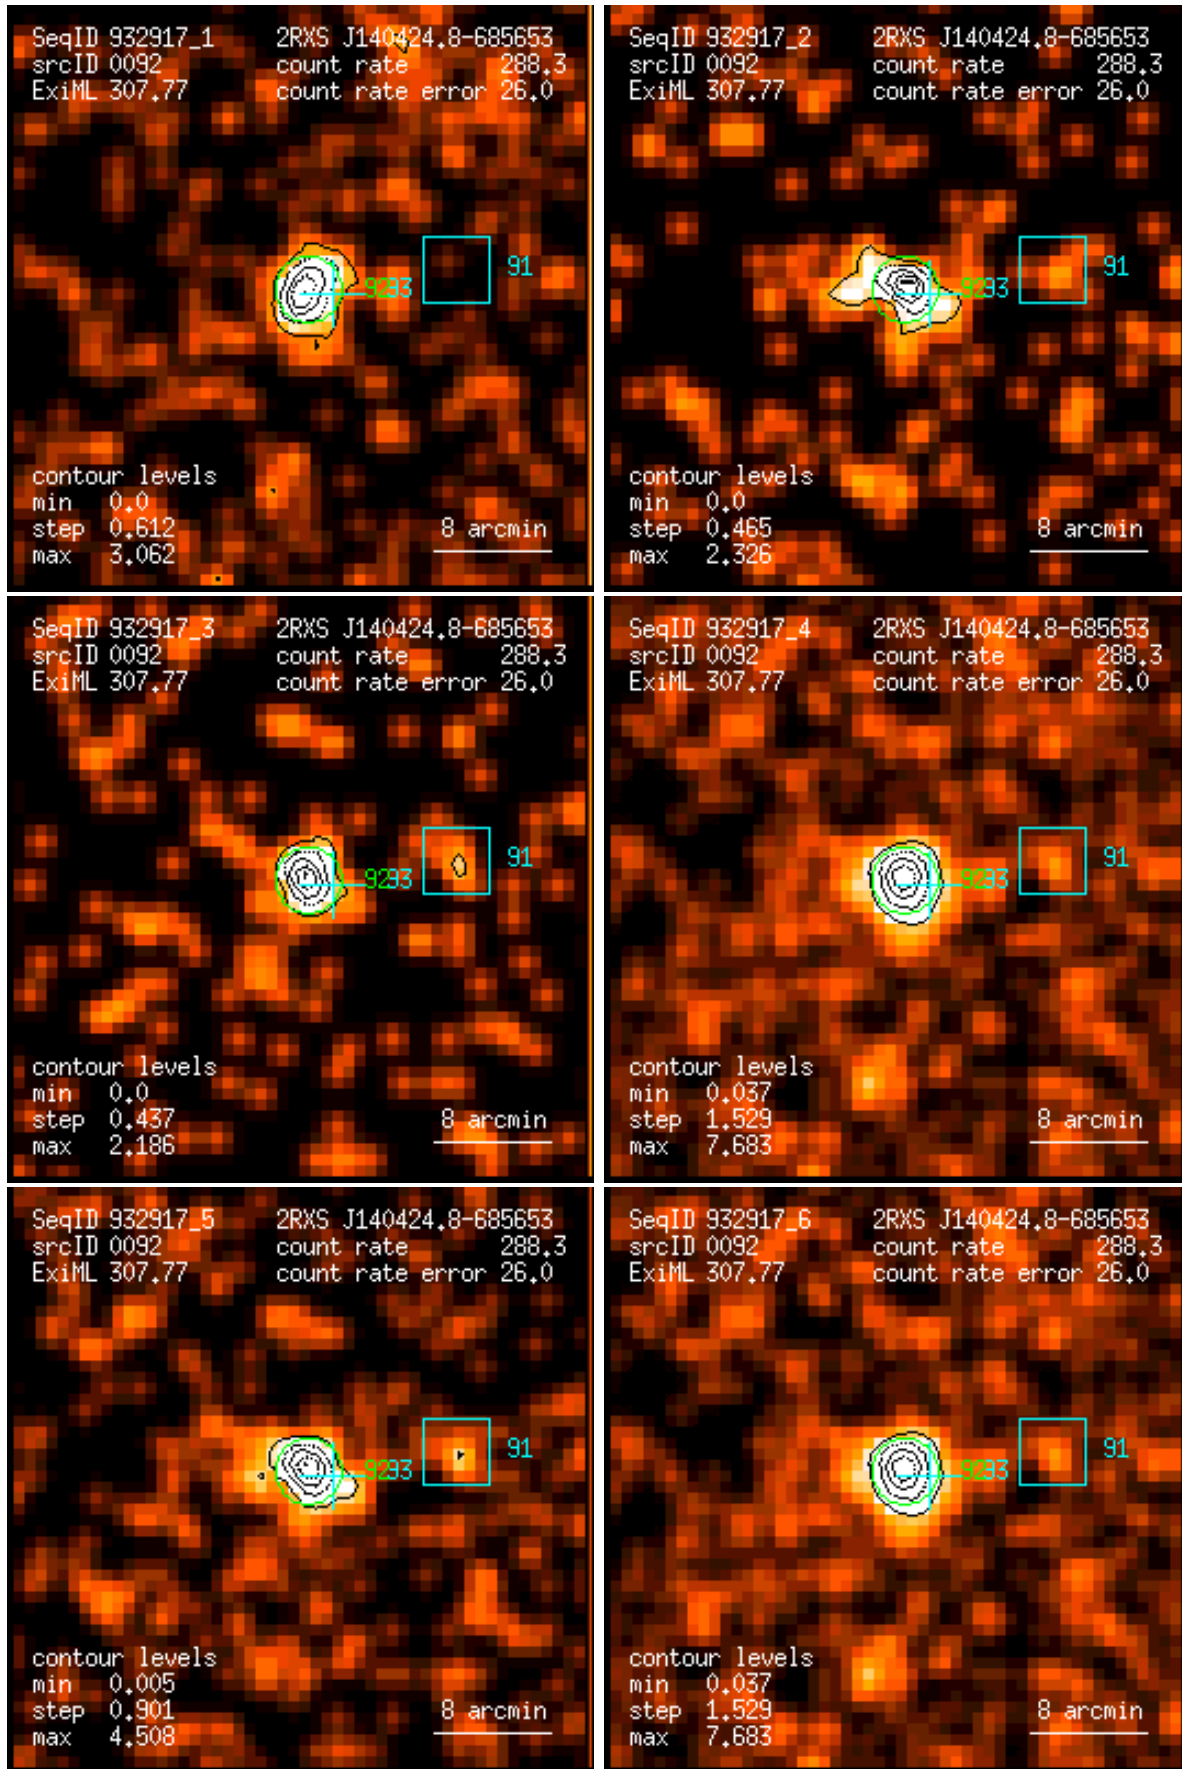 SeqID 932917_1 2RXS J140424.8-685653
srcID 0092 count rate 288.3
ExiML 307.77 count rate error 26.0
91
9293
contour levels
min 0.0
step 0.612 8 arcmin
max 3.062
SeqID 932917_2 2RXS J140424.8-685653
srcID 0092 count rate 288.3
ExiML 307.77 count rate error 26.0
91
9293
contour levels
min 0.0
step 0.465 8 arcmin
max 2.326
SeqID 932917_3 2RXS J140424.8-685653
srcID 0092 count rate 288.3
ExiML 307.77 count rate error 26.0
91
9293
contour levels
min 0.0
step 0.437 8 arcmin
max 2.186
SeqID 932917_4 2RXS J140424.8-685653
srcID 0092 count rate 288.3
ExiML 307.77 count rate error 26.0
91
9293
contour levels
min 0.037
step 1.529 8 arcmin
max 7.683
SeqID 932917_5 2RXS J140424.8-685653
srcID 0092 count rate 288.3
ExiML 307.77 count rate error 26.0
91
9293
contour levels
min 0.005
step 0.901 8 arcmin
max 4.508
SeqID 932917_6 2RXS J140424.8-685653
srcID 0092 count rate 288.3
ExiML 307.77 count rate error 26.0
91
9293
contour levels
min 0.037
step 1.529 8 arcmin
max 7.683